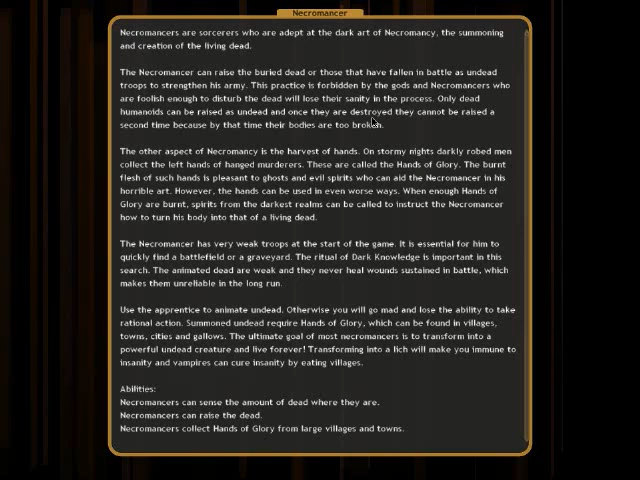 Necromancer
Necromancers are sorcerers who are adept at the dark art of Necromancy, the summoning
and creation of the living dead.
The Necromancer can raise the buried dead or those that have fallen in battle as undead
troops to strengthen his army. This practice is forbidden by the gods and Necromancers who
are foolish enough to disturb the dead will lose their sanity in the process. Only dead
humanoids can be raised as undead and once they are destroyed they cannot be raised a
second time because by that time their bodies are too broken.
The other aspect of Necromancy is the harvest of hands. On stormy nights darkly robed men
collect the left hands of hanged murderers. These are called the Hands of Glory. The burnt
flesh of such hands is pleasant to ghosts and evil spirits who can aid the Necromancer in his
horrible art. However, the hands can be used in even worse ways. When enough Hands of
Glory are burnt, spirits from the darkest realms can be called to instruct the Necromancer
how to turn his body into that of a living dead.
The Necromancer has very weak troops at the start of the game. It is essential for him to
quickly find a battlefield or a graveyard. The ritual of Dark Knowledge is important in this
search. The animated dead are weak and they never heal wounds sustained in battle, which
makes them unreliable in the long run.
Use the apprentice to animate undead. Otherwise you will go mad and lose the ability to take
rational action. Summoned undead require Hands of Glory, which can be found in villages,
towns, cities and gallows. The ultimate goal of most necromancers is to transform into a
powerful undead creature and live forever! Transforming into a lich will make you immune to
insanity and vampires can cure insanity by eating villages.
Abilities:
Necromancers can sense the amount of dead where they are.
Necromancers can raise the dead.
Necromancers collect Hands of Glory from large villages and towns.